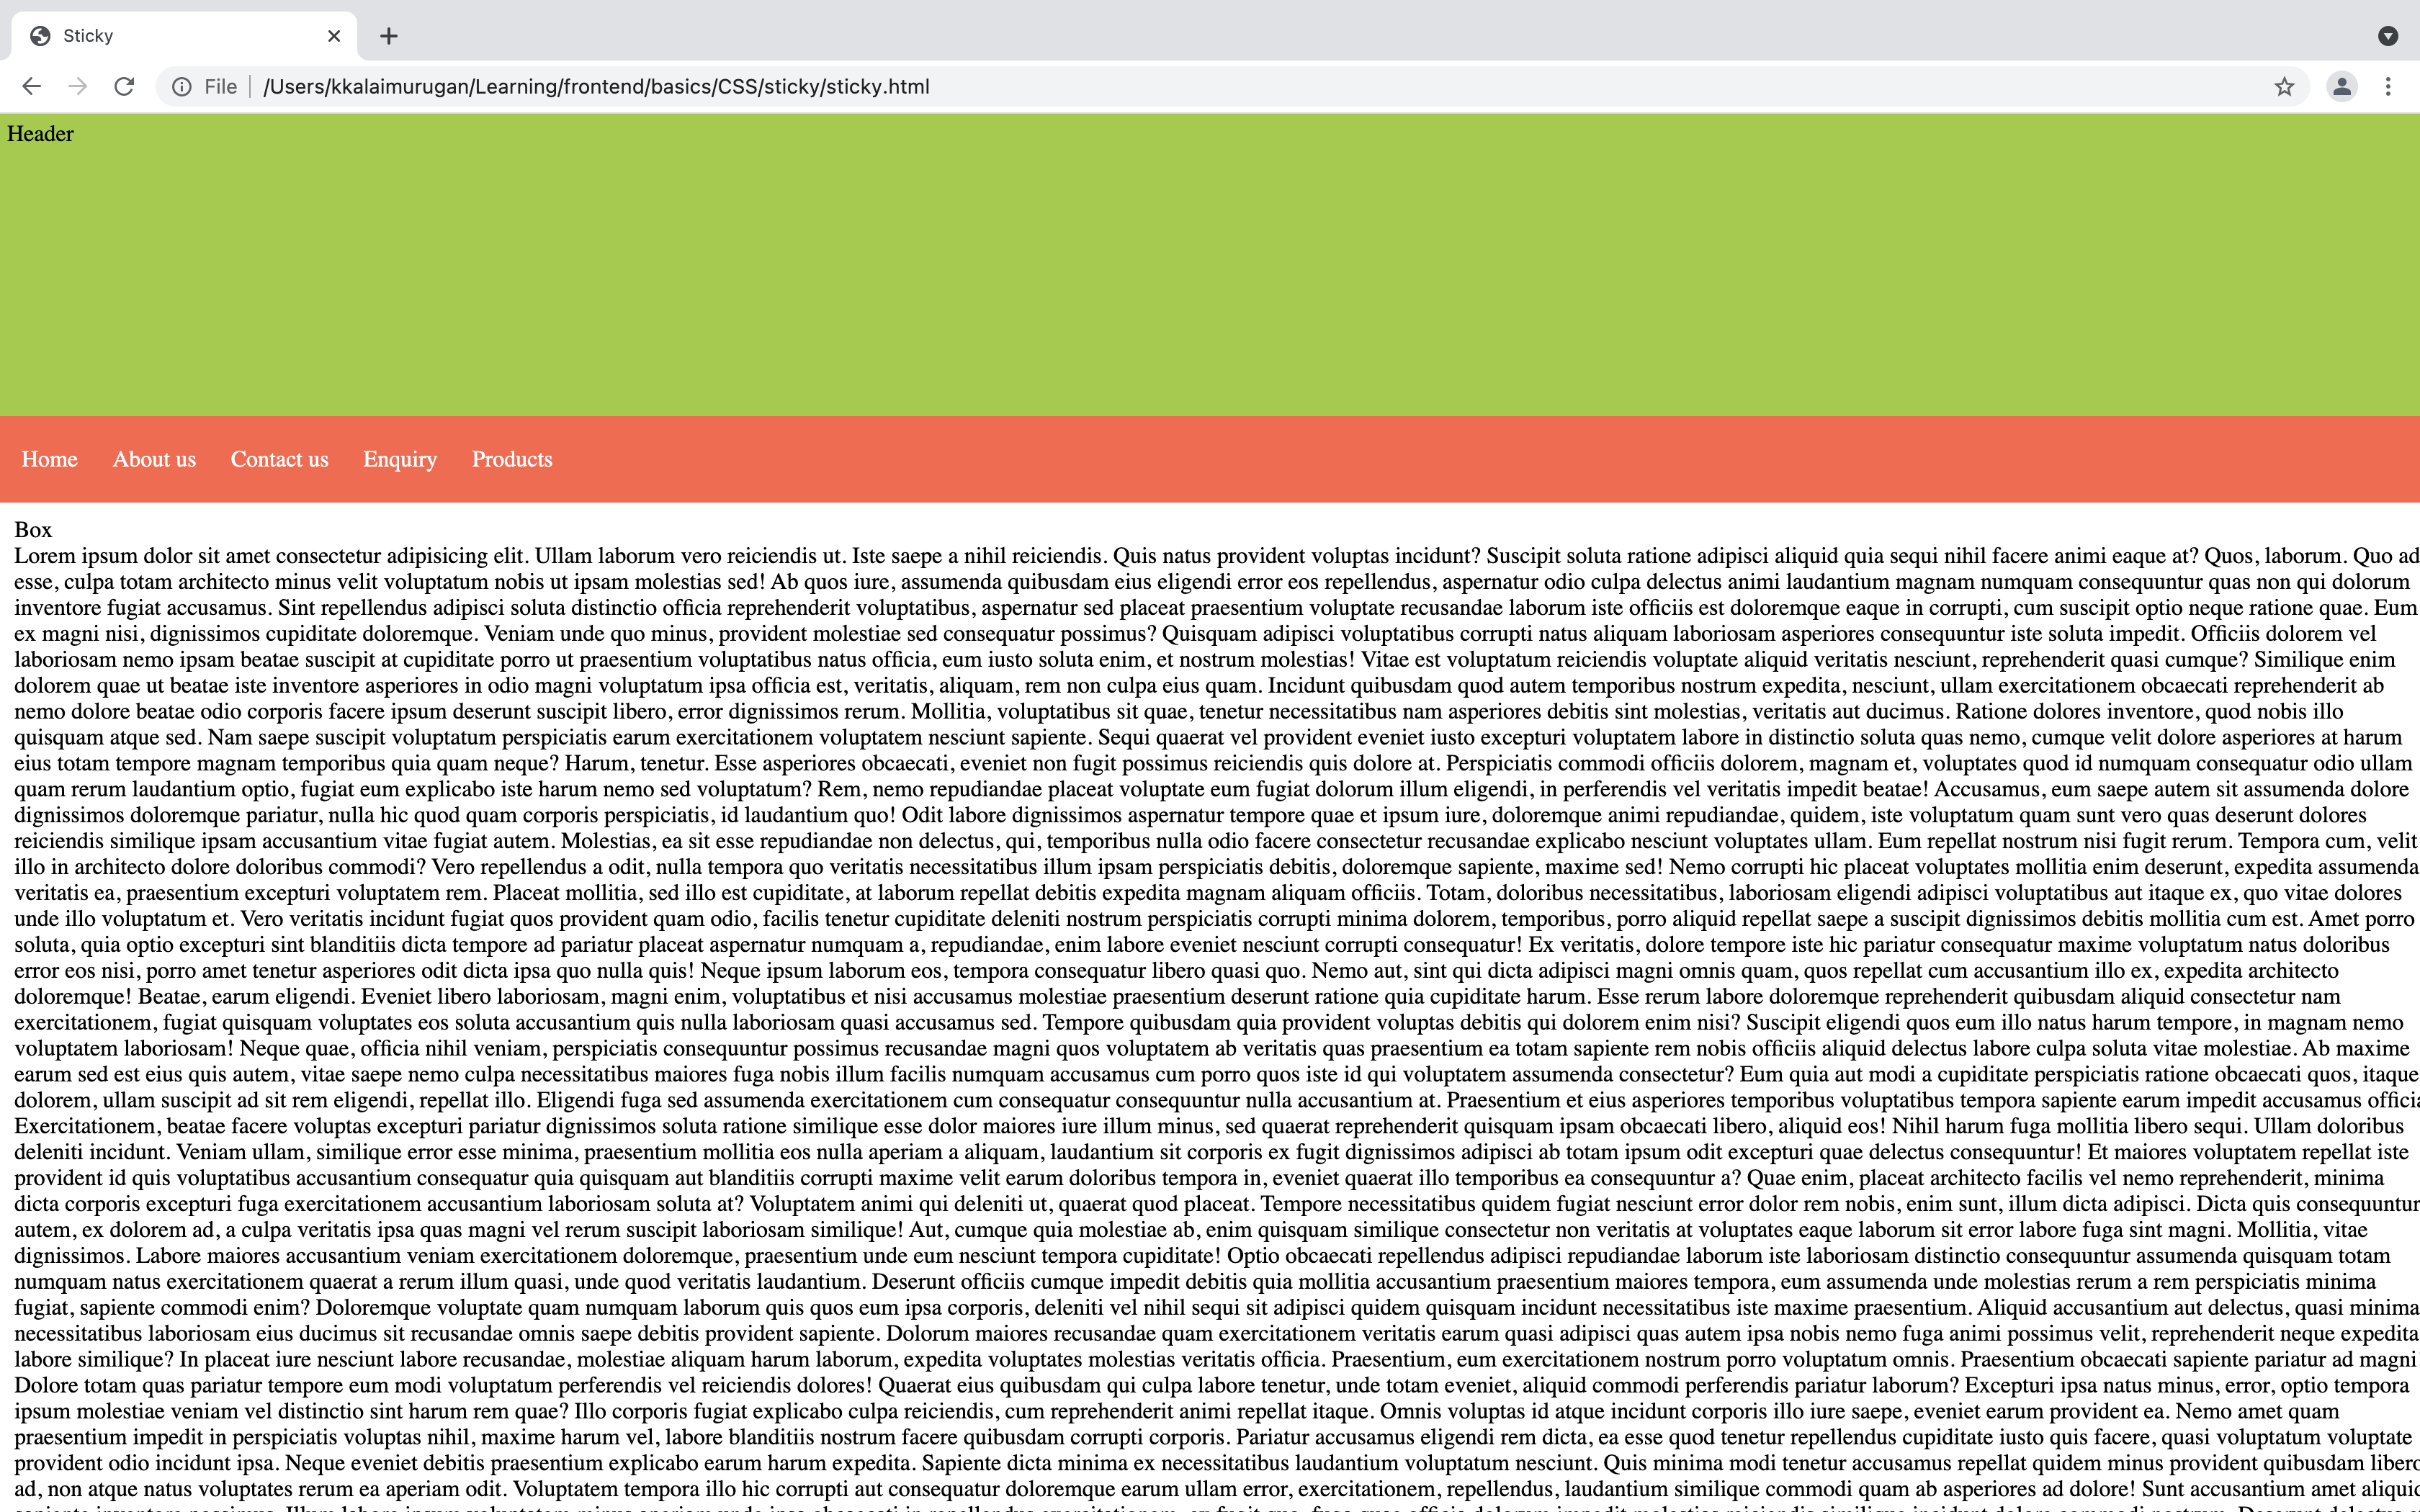 Sticky
File /Users/kkalaimurugan/Learning/frontend/basics/CSS/sticky/sticky.html
Header
Home About us Contact us Enquiry Products
Box
Lorem ipsum dolor sit amet consectetur adipisicing elit. Ullam laborum vero reiciendis ut. Iste saepe a nihil reiciendis. Quis natus provident voluptas incidunt? Suscipit soluta ratione adipisci aliquid quia sequi nihil facere animi eaque at? Quos, laborum. Quo ad
esse, culpa totam architecto minus velit voluptatum nobis ut ipsam molestias sed! Ab quos iure, assumenda quibusdam eius eligendi error eos repellendus, aspernatur odio culpa delectus animi laudantium magnam numquam consequuntur quas non qui dolorum
inventore fugiat accusamus. Sint repellendus adipisci soluta distinctio officia reprehenderit voluptatibus, aspernatur sed placeat praesentium voluptate recusandae laborum iste officiis est doloremque eaque in corrupti, cum suscipit optio neque ratione quae. Eum
ex magni nisi, dignissimos cupiditate doloremque. Veniam unde quo minus, provident molestiae sed consequatur possimus? Quisquam adipisci voluptatibus corrupti natus aliquam laboriosam asperiores consequuntur iste soluta impedit. Officiis dolorem vel
laboriosam nemo ipsam beatae suscipit at cupiditate porro ut praesentium voluptatibus natus officia, eum iusto soluta enim, et nostrum molestias! Vitae est voluptatum reiciendis voluptate aliquid veritatis nesciunt, reprehenderit quasi cumque? Similique enim
dolorem quae ut beatae iste inventore asperiores in odio magni voluptatum ipsa officia est, veritatis, aliquam, rem non culpa eius quam. Incidunt quibusdam quod autem temporibus nostrum expedita, nesciunt, ullam exercitationem obcaecati reprehenderit ab
nemo dolore beatae odio corporis facere ipsum deserunt suscipit libero, error dignissimos rerum. Mollitia, voluptatibus sit quae, tenetur necessitatibus nam asperiores debitis sint molestias, veritatis aut ducimus. Ratione dolores inventore, quod nobis illo
quisquam atque sed. Nam saepe suscipit voluptatum perspiciatis earum exercitationem voluptatem nesciunt sapiente. Sequi quaerat vel provident eveniet iusto excepturi voluptatem labore in distinctio soluta quas nemo, cumque velit dolore asperiores at harum
eius totam tempore magnam temporibus quia quam neque? Harum, tenetur. Esse asperiores obcaecati, eveniet non fugit possimus reiciendis quis dolore at. Perspiciatis commodi officiis dolorem, magnam et, voluptates quod id numquam consequatur odio ullam
quam rerum laudantium optio, fugiat eum explicabo iste harum nemo sed voluptatum? Rem, nemo repudiandae placeat voluptate eum fugiat dolorum illum eligendi, in perferendis vel veritatis impedit beatae! Accusamus, eum saepe autem sit assumenda dolore
dignissimos doloremque pariatur, nulla hic quod quam corporis perspiciatis, id laudantium quo! Odit labore dignissimos aspernatur tempore quae et ipsum iure, doloremque animi repudiandae, quidem, iste voluptatum quam sunt vero quas deserunt dolores
reiciendis similique ipsam accusantium vitae fugiat autem. Molestias, ea sit esse repudiandae non delectus, qui, temporibus nulla odio facere consectetur recusandae explicabo nesciunt voluptates ullam. Eum repellat nostrum nisi fugit rerum. Tempora cum, velit
illo in architecto dolore doloribus commodi? Vero repellendus a odit, nulla tempora quo veritatis necessitatibus illum ipsam perspiciatis debitis, doloremque sapiente, maxime sed! Nemo corrupti hic placeat voluptates mollitia enim deserunt, expedita assumenda
veritatis ea, praesentium excepturi voluptatem rem. Placeat mollitia, sed illo est cupiditate, at laborum repellat debitis expedita magnam aliquam officiis. Totam, doloribus necessitatibus, laboriosam eligendi adipisci voluptatibus aut itaque ex, quo vitae dolores
unde illo voluptatum et. Vero veritatis incidunt fugiat quos provident quam odio, facilis tenetur cupiditate deleniti nostrum perspiciatis corrupti minima dolorem, temporibus, porro aliquid repellat saepe a suscipit dignissimos debitis mollitia cum est. Amet porro
soluta, quia optio excepturi sint blanditiis dicta tempore ad pariatur placeat aspernatur numquam a, repudiandae, enim labore eveniet nesciunt corrupti consequatur! Ex veritatis, dolore tempore iste hic pariatur consequatur maxime voluptatum natus doloribus
error eos nisi, porro amet tenetur asperiores odit dicta ipsa quo nulla quis! Neque ipsum laborum eos, tempora consequatur libero quasi quo. Nemo aut, sint qui dicta adipisci magni omnis quam, quos repellat cum accusantium illo ex, expedita architecto
doloremque! Beatae, earum eligendi. Eveniet libero laboriosam, magni enim, voluptatibus et nisi accusamus molestiae praesentium deserunt ratione quia cupiditate harum. Esse rerum labore doloremque reprehenderit quibusdam aliquid consectetur nam
exercitationem, fugiat quisquam voluptates eos soluta accusantium quis nulla laboriosam quasi accusamus sed. Tempore quibusdam quia provident voluptas debitis qui dolorem enim nisi? Suscipit eligendi quos eum illo natus harum tempore, in magnam nemo
voluptatem laboriosam! Neque quae, officia nihil veniam, perspiciatis consequuntur possimus recusandae magni quos voluptatem ab veritatis quas praesentium ea totam sapiente rem nobis officiis aliquid delectus labore culpa soluta vitae molestiae. Ab maxime
earum sed est eius quis autem, vitae saepe nemo culpa necessitatibus maiores fuga nobis illum facilis numquam accusamus cum porro quos iste id qui voluptatem assumenda consectetur? Eum quia aut modi a cupiditate perspiciatis ratione obcaecati quos, itaque
dolorem, ullam suscipit ad sit rem eligendi, repellat illo. Eligendi fuga sed assumenda exercitationem cum consequatur consequuntur nulla accusantium at. Praesentium et eius asperiores temporibus voluptatibus tempora sapiente earum impedit accusamus officia
Exercitationem, beatae facere voluptas excepturi pariatur dignissimos soluta ratione similique esse dolor maiores iure illum minus, sed quaerat reprehenderit quisquam ipsam obcaecati libero, aliquid eos! Nihil harum fuga mollitia libero sequi. Ullam doloribus
deleniti incidunt. Veniam ullam, similique error esse minima, praesentium mollitia eos nulla aperiam a aliquam, laudantium sit corporis ex fugit dignissimos adipisci ab totam ipsum odit excepturi quae delectus consequuntur! Et maiores voluptatem repellat iste
provident id quis voluptatibus accusantium consequatur quia quisquam aut blanditiis corrupti maxime velit earum doloribus tempora in, eveniet quaerat illo temporibus ea consequuntur a? Quae enim, placeat architecto facilis vel nemo reprehenderit, minima
dicta corporis excepturi fuga exercitationem accusantium laboriosam soluta at? Voluptatem animi qui deleniti ut, quaerat quod placeat. Tempore necessitatibus quidem fugiat nesciunt error dolor rem nobis, enim sunt, illum dicta adipisci. Dicta quis consequuntur
autem, ex dolorem ad, a culpa veritatis ipsa quas magni vel rerum suscipit laboriosam similique! Aut, cumque quia molestiae ab, enim quisquam similique consectetur non veritatis at voluptates eaque laborum sit error labore fuga sint magni. Mollitia, vitae
dignissimos. Labore maiores accusantium veniam exercitationem doloremque, praesentium unde eum nesciunt tempora cupiditate! Optio obcaecati repellendus adipisci repudiandae laborum iste laboriosam distinctio consequuntur assumenda quisquam totam
numquam natus exercitationem quaerat a rerum illum quasi, unde quod veritatis laudantium. Deserunt officiis cumque impedit debitis quia mollitia accusantium praesentium maiores tempora, eum assumenda unde molestias rerum a rem perspiciatis minima
fugiat, sapiente commodi enim? Doloremque voluptate quam numquam laborum quis quos eum ipsa corporis, deleniti vel nihil sequi sit adipisci quidem quisquam incidunt necessitatibus iste maxime praesentium. Aliquid accusantium aut delectus, quasi minima
necessitatibus laboriosam eius ducimus sit recusandae omnis saepe debitis provident sapiente. Dolorum maiores recusandae quam exercitationem veritatis earum quasi adipisci quas autem ipsa nobis nemo fuga animi possimus velit, reprehenderit neque expedita
labore similique? In placeat iure nesciunt labore recusandae, molestiae aliquam harum laborum, expedita voluptates molestias veritatis officia. Praesentium, eum exercitationem nostrum porro voluptatum omnis. Praesentium obcaecati sapiente pariatur ad magni
Dolore totam quas pariatur tempore eum modi voluptatum perferendis vel reiciendis dolores! Quaerat eius quibusdam qui culpa labore tenetur, unde totam eveniet, aliquid commodi perferendis pariatur laborum? Excepturi ipsa natus minus, error, optio tempora
ipsum molestiae veniam vel distinctio sint harum rem quae? Illo corporis fugiat explicabo culpa reiciendis, cum reprehenderit animi repellat itaque. Omnis voluptas id atque incidunt corporis illo iure saepe, eveniet earum provident ea. Nemo amet quam
praesentium impedit in perspiciatis voluptas nihil, maxime harum vel, labore blanditiis nostrum facere quibusdam corrupti corporis. Pariatur accusamus eligendi rem dicta, ea esse quod tenetur repellendus cupiditate iusto quis facere, quasi voluptatum voluptate
provident odio incidunt ipsa. Neque eveniet debitis praesentium explicabo earum harum expedita. Sapiente dicta minima ex necessitatibus laudantium voluptatum nesciunt. Quis minima modi tenetur accusamus repellat quidem minus provident quibusdam libero
ad, non atque natus voluptates rerum ea aperiam odit. Voluptatem tempora illo hic corrupti aut consequatur doloremque earum ullam error, exercitationem, repellendus, laudantium similique commodi quam ab asperiores ad dolore! Sunt accusantium amet